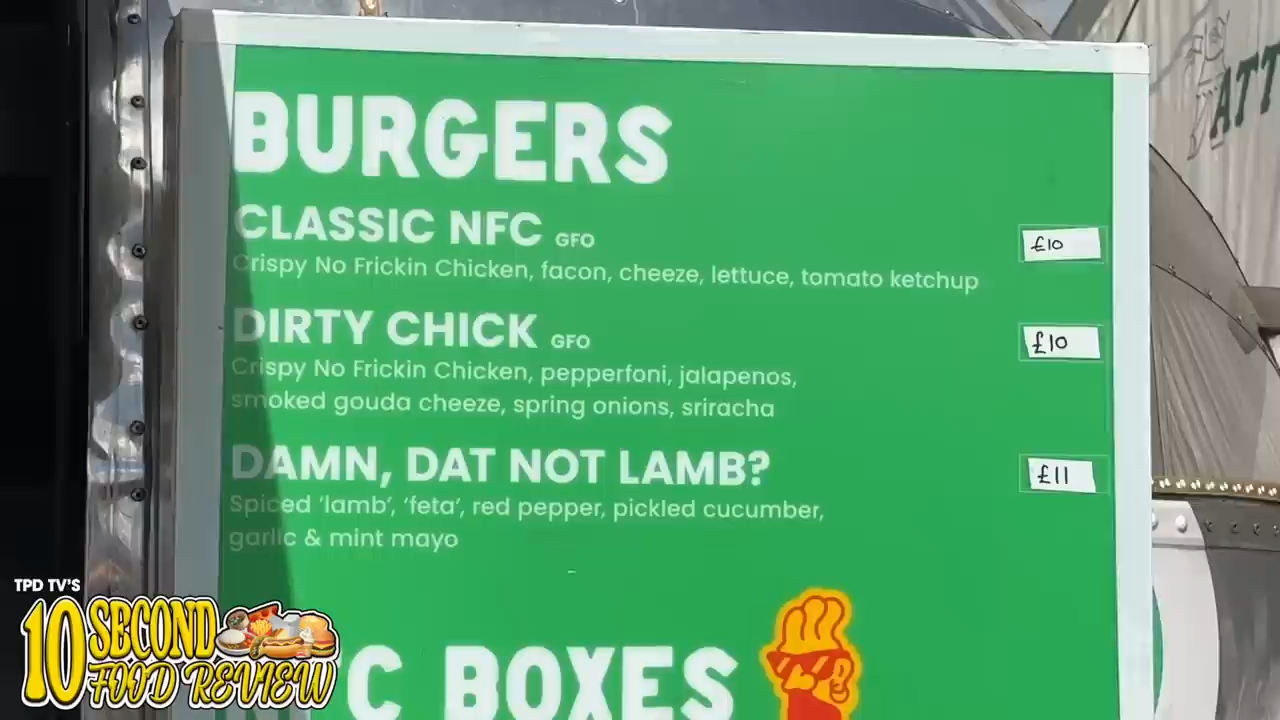 BURGERS
CLASSIC NFC GFO
£10
Crispy No Frickin Chicken, facon, cheeze, lettuce, tomato ketchup
DIRTY CHICK GFO
£10
Crispy No Frickin Chicken, pepperfoni, jalapenos,
smoked gouda cheeze, spring onions, sriracha
DAMN, DAT NOT LAMB?
£11
Spiced ‘lamb’, ‘feta’, red pepper, pickled cucumber,
garlic & mint mayo
C BOXES
ATT
TPD TV'S
10 SECOND
FOOD REVIEW